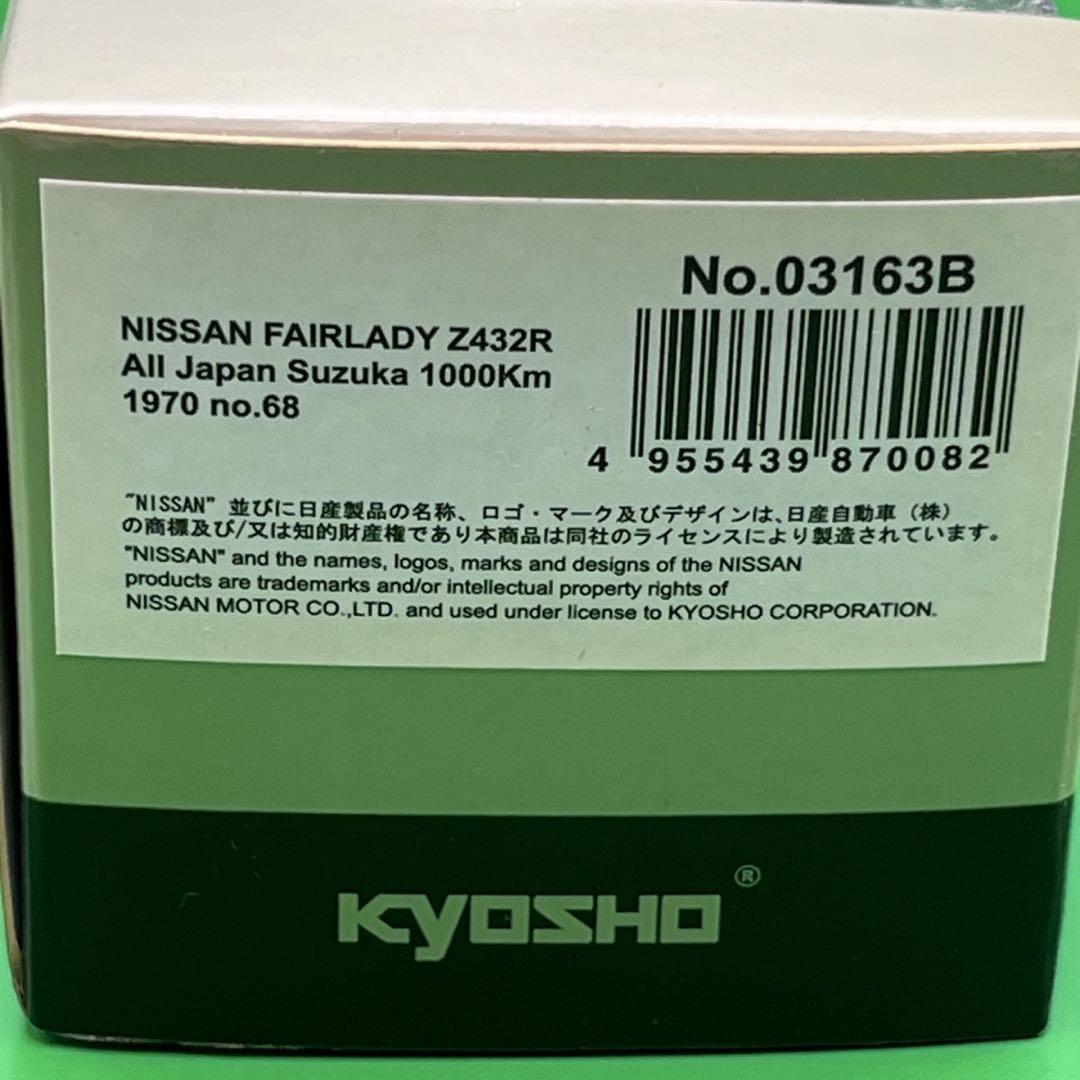 No.03163B
NISSAN FAIRLADY Z432R
All Japan Suzuka 1000Km
1970 no.68
4 955439 870082
"NISSAN" 並びに日産製品の名称、ロゴ・マーク及びデザインは、日産自動車（株）
の商標及び/又は知的財産権であり本商品は同社のライセンスにより製造されています。
"NISSAN" and the names, logos, marks and designs of the NISSAN
products are trademarks and/or intellectual property rights of
NISSAN MOTOR CO.,LTD. and used under license to KYOSHO CORPORATION.
KYOSHO®